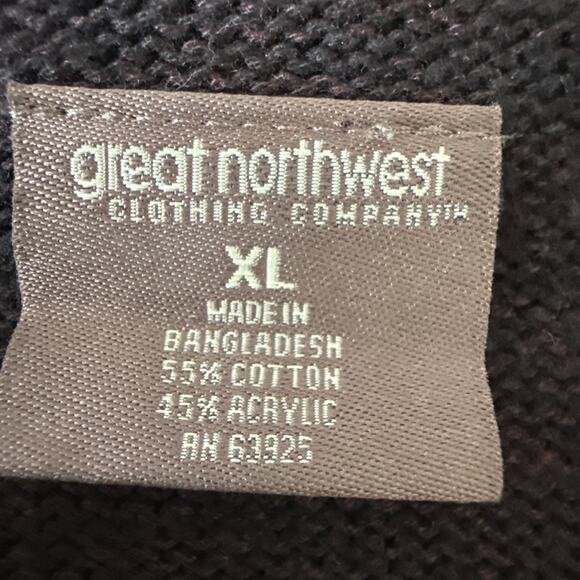 great northwest
CLOTHING COMPANY™
XL
MADE IN
BANGLADESH
55% COTTON
45% ACRYLIC
RN 63925